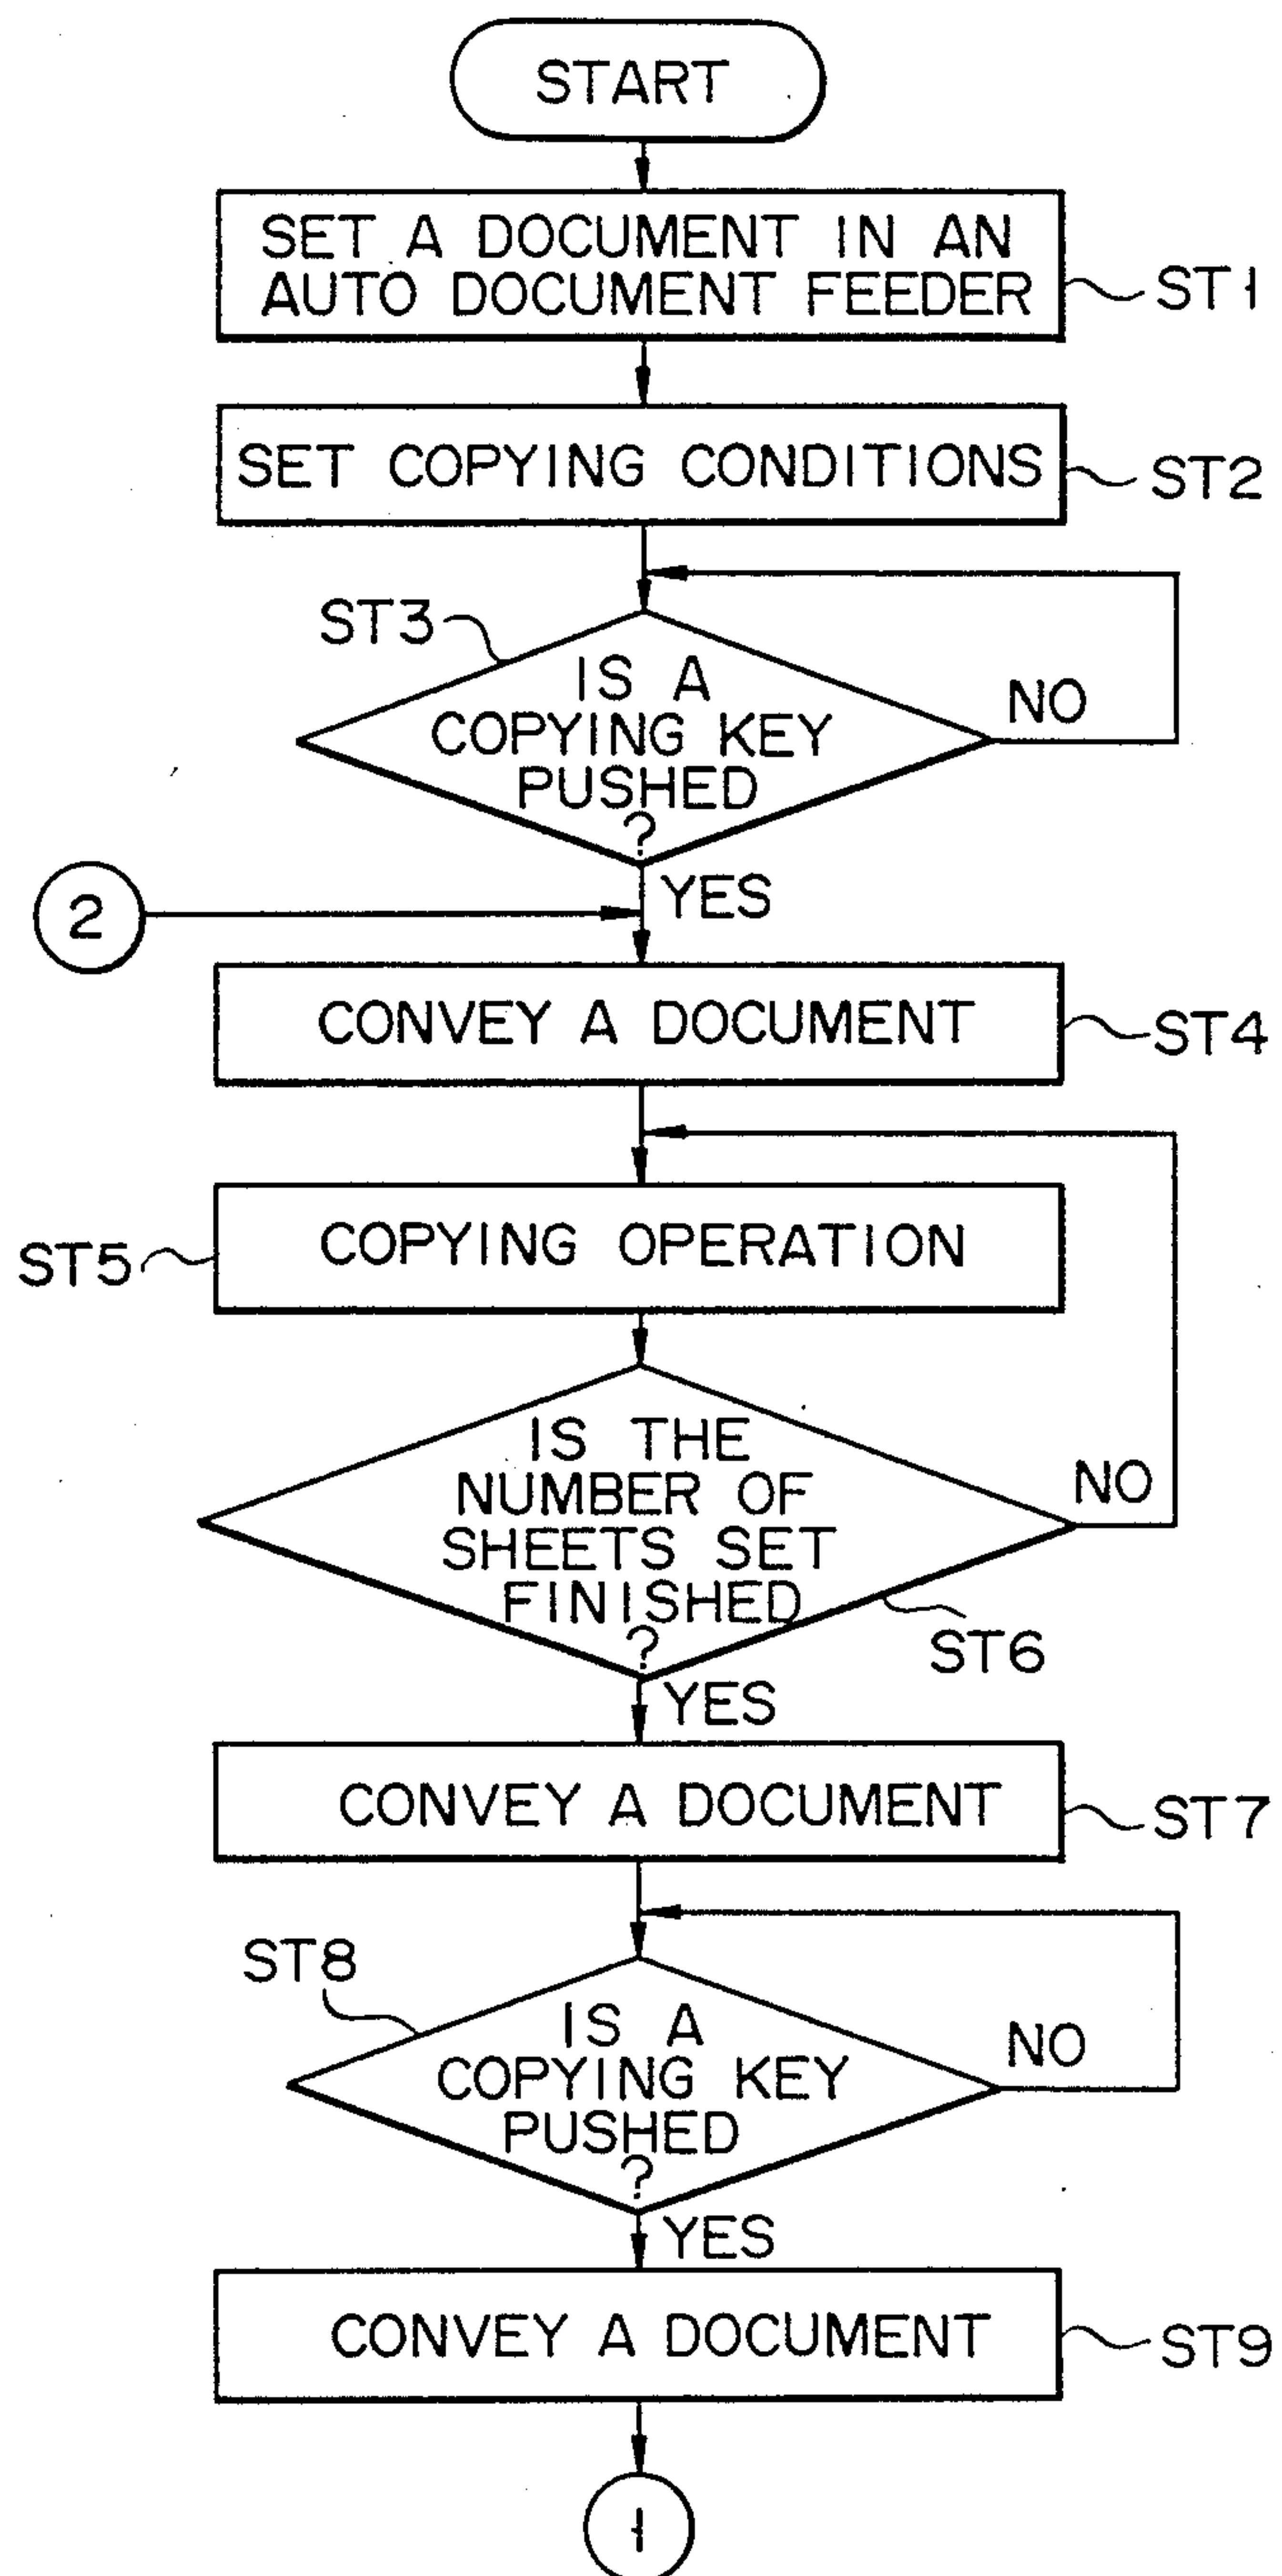 START
SET A DOCUMENT IN AN
AUTO DOCUMENT FEEDER
ST1
SET COPYING CONDITIONS
ST2
ST3
IS A
COPYING KEY
PUSHED
?
NO
YES
2
CONVEY A DOCUMENT
ST4
COPYING OPERATION
ST5
IS THE
NUMBER OF
SHEETS SET
FINISHED
?
NO
ST6
YES
CONVEY A DOCUMENT
ST7
ST8
IS A
COPYING KEY
PUSHED
?
NO
YES
CONVEY A DOCUMENT
ST9
1